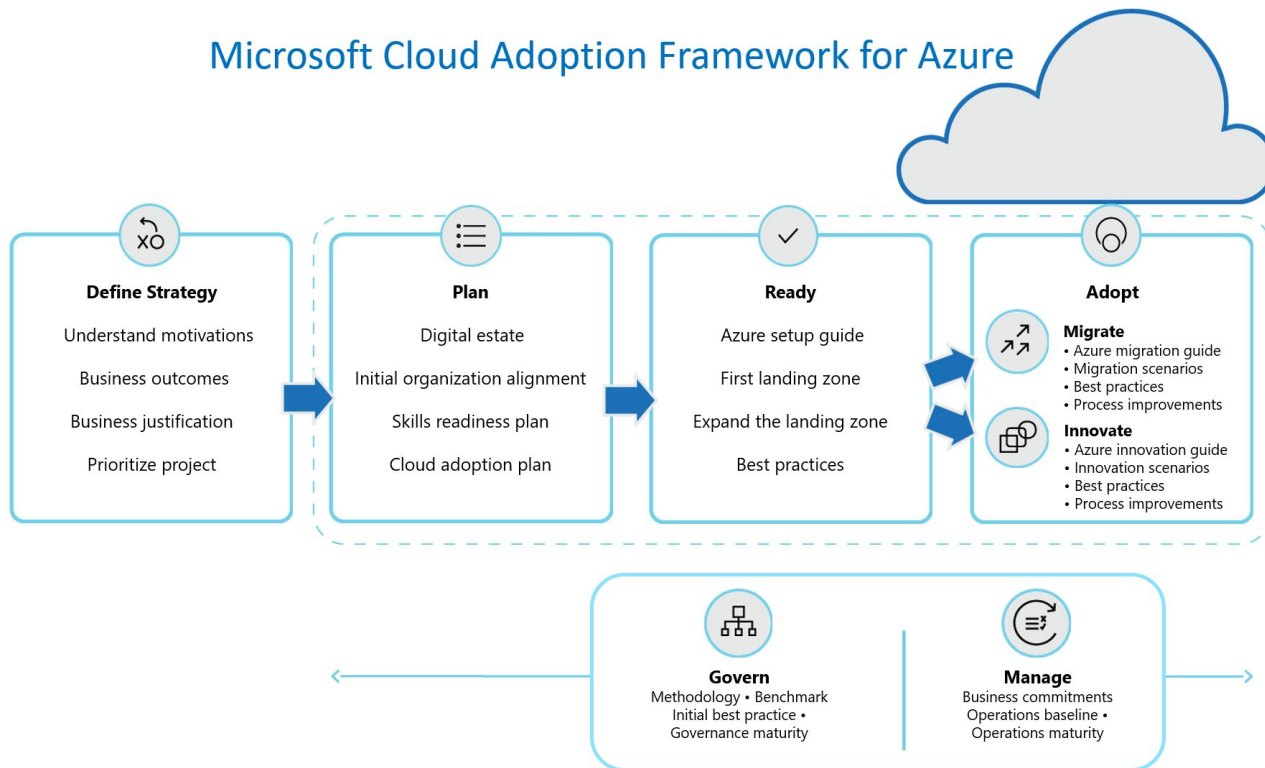 Microsoft Cloud Adoption Framework for Azure
Define Strategy
Understand motivations
Business outcomes
Business justification
Prioritize project
Plan
Digital estate
Initial organization alignment
Skills readiness plan
Cloud adoption plan
Ready
Azure setup guide
First landing zone
Expand the landing zone
Best practices
Adopt
Migrate
• Azure migration guide
• Migration scenarios
• Best practices
• Process improvements
Innovate
• Azure innovation guide
• Innovation scenarios
• Best practices
• Process improvements
Govern
Methodology • Benchmark
Initial best practice •
Governance maturity
Manage
Business commitments
Operations baseline •
Operations maturity